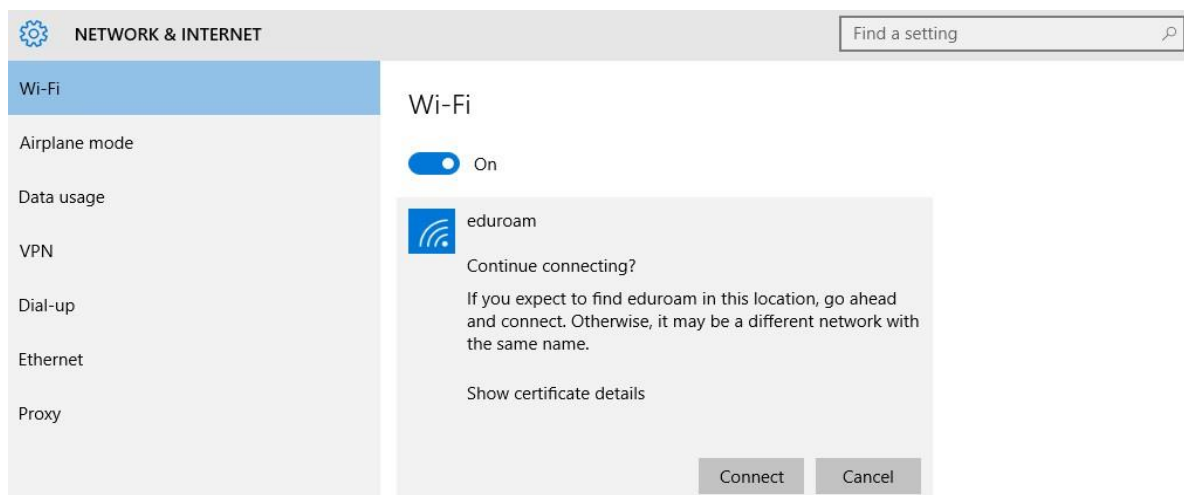 NETWORK & INTERNET
Find a setting
Wi-Fi
Airplane mode
Data usage
VPN
Dial-up
Ethernet
Proxy
Wi-Fi
On
eduroam
Continue connecting?
If you expect to find eduroam in this location, go ahead
and connect. Otherwise, it may be a different network with
the same name.
Show certificate details
Connect
Cancel